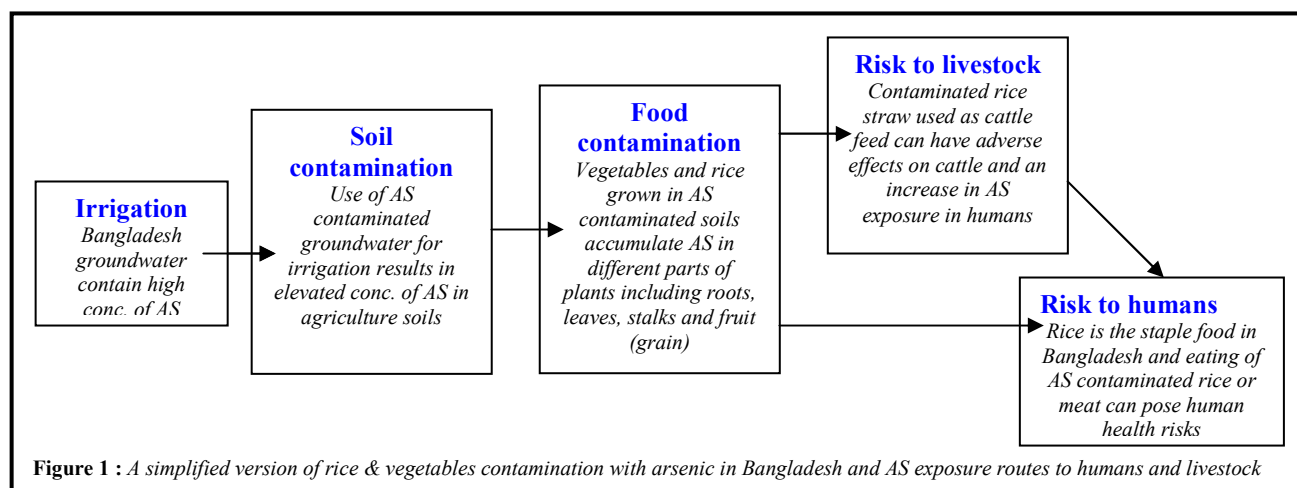 Irrigation
Bangladesh
groundwater
contain high
conc. of AS
Soil
contamination
Use of AS
contaminated
groundwater for
irrigation results in
elevated conc. of AS in
agriculture soils
Food
contamination
Vegetables and rice
grown in AS
contaminated soils
accumulate AS in
different parts of
plants including roots,
leaves, stalks and fruit
(grain)
Risk to livestock
Contaminated rice
straw used as cattle
feed can have adverse
effects on cattle and an
increase in AS
exposure in humans
Risk to humans
Rice is the staple food in
Bangladesh and eating of
AS contaminated rice or
meat can pose human
health risks
Figure 1 : A simplified version of rice & vegetables contamination with arsenic in Bangladesh and AS exposure routes to humans and livestock